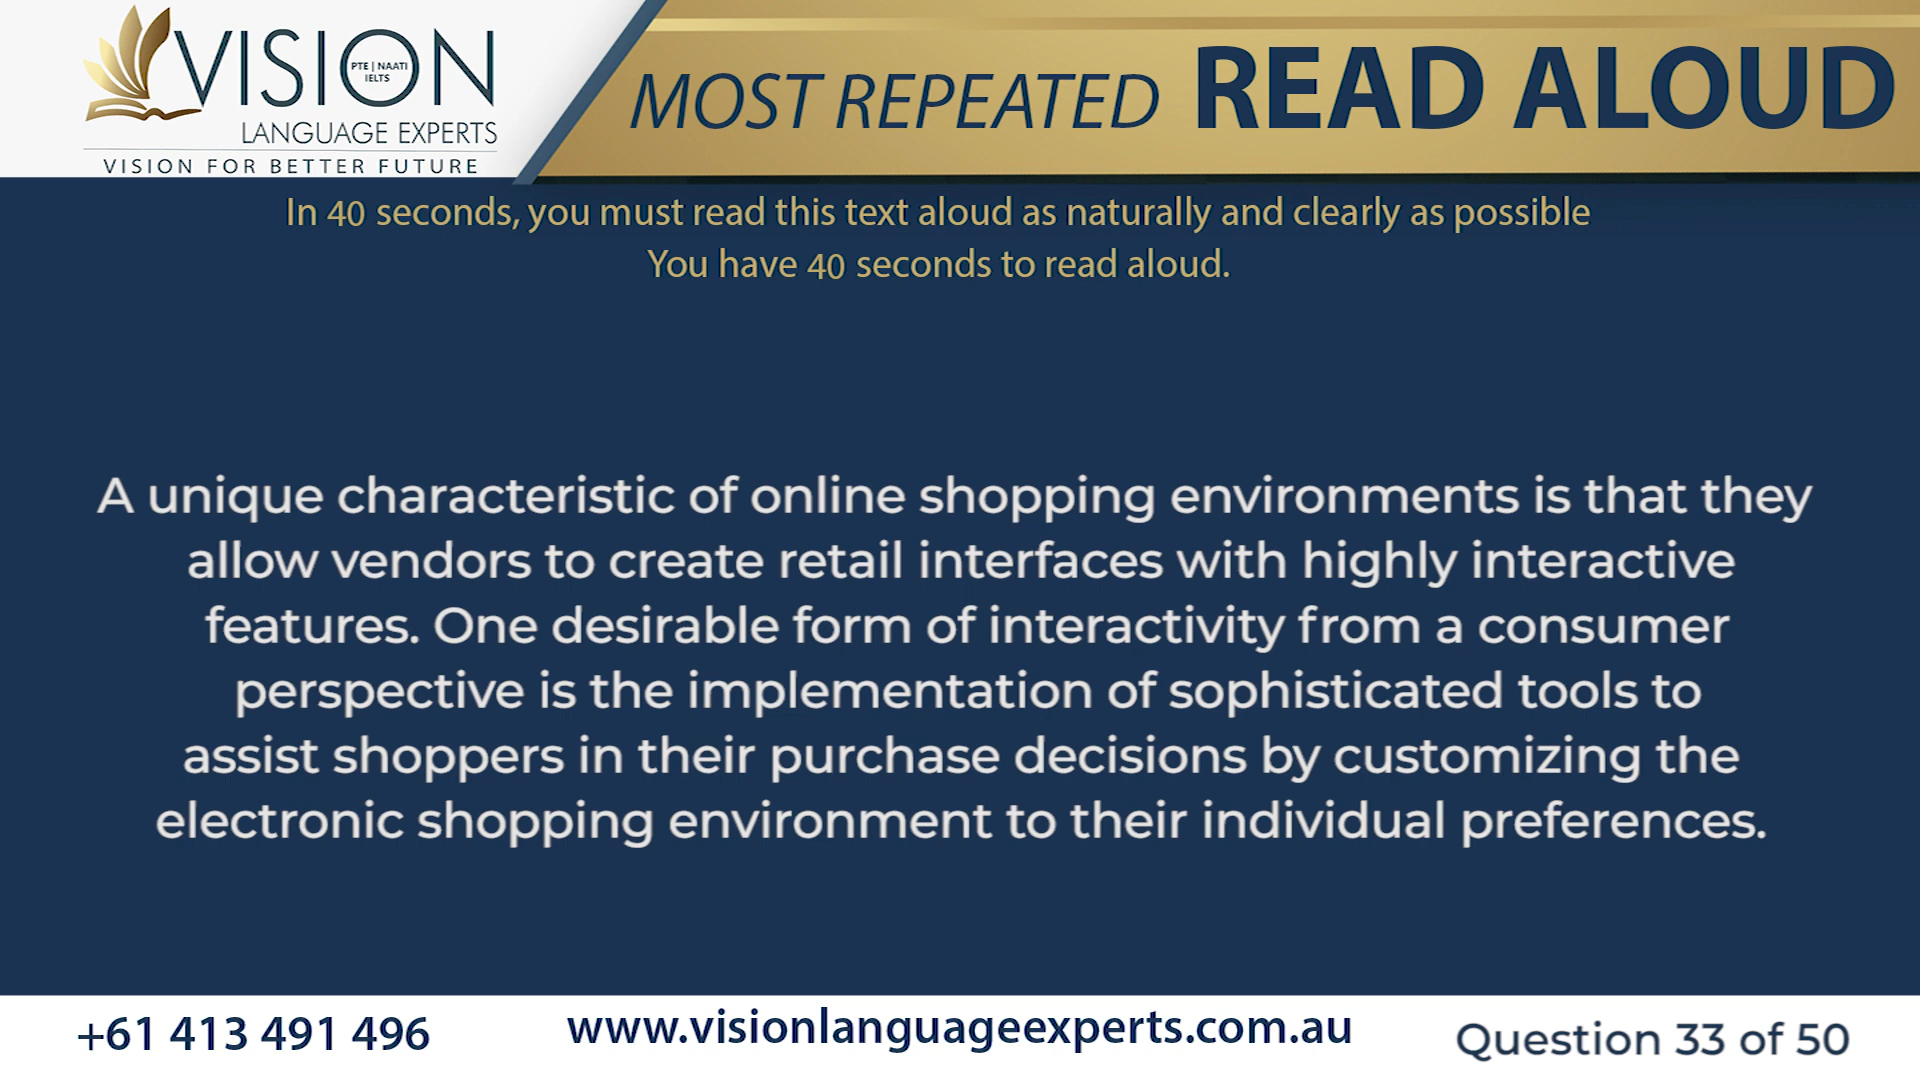 VISION
PTE | NAATI
IELTS
LANGUAGE EXPERTS
VISION FOR BETTER FUTURE
MOST REPEATED READ ALOUD
In 40 seconds, you must read this text aloud as naturally and clearly as possible
You have 40 seconds to read aloud.
A unique characteristic of online shopping environments is that they
allow vendors to create retail interfaces with highly interactive
features. One desirable form of interactivity from a consumer
perspective is the implementation of sophisticated tools to
assist shoppers in their purchase decisions by customizing the
electronic shopping environment to their individual preferences.
+61 413 491 496
www.visionlanguageexperts.com.au
Question 33 of 50